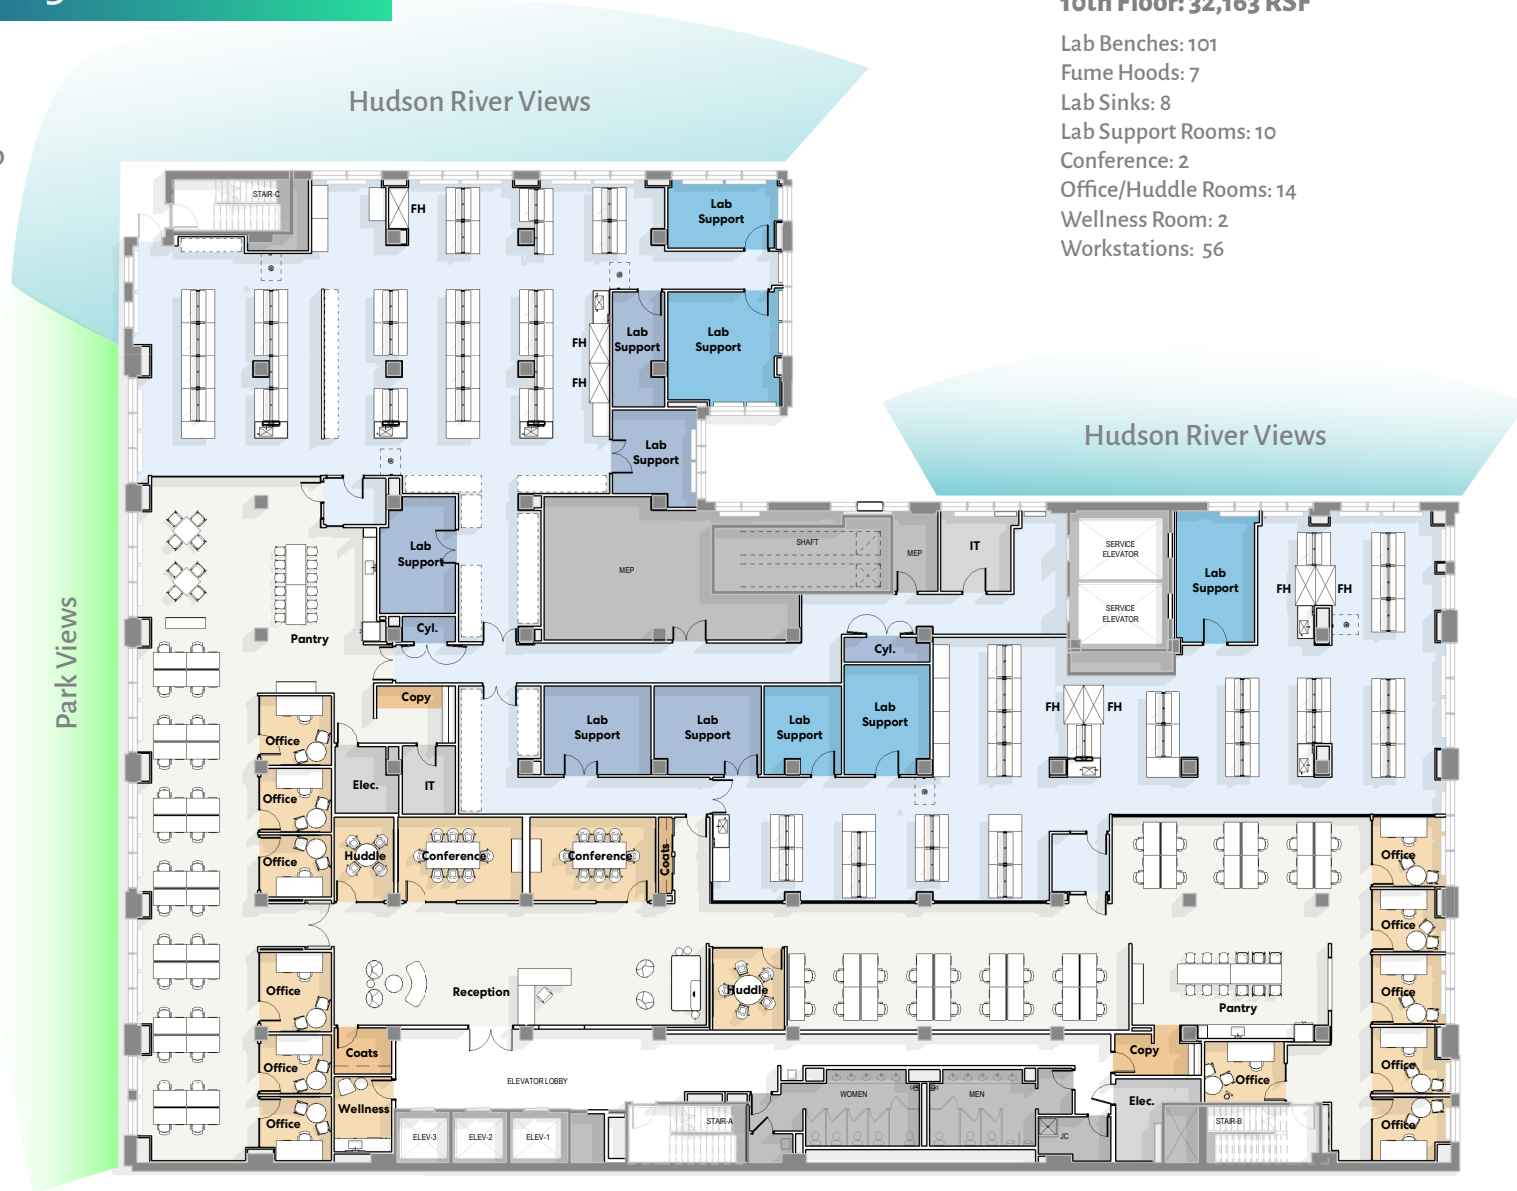 10th Floor: 32,163 RSF
Lab Benches: 101
Fume Hoods: 7
Lab Sinks: 8
Lab Support Rooms: 10
Conference: 2
Office/Huddle Rooms: 14
Wellness Room: 2
Workstations: 56
Hudson River Views
Hudson River Views
Park Views
STAIR-C
FH
Lab
Support
FH
FH
Lab
Support
Lab
Support
Lab
Support
Lab
Support
MEP
SHAFT
MEP
IT
SERVICE
ELEVATOR
SERVICE
ELEVATOR
Lab
Support
FH
FH
Pantry
Cyl.
Cyl.
Copy
Lab
Support
Lab
Support
Lab
Support
Lab
Support
FH
FH
Office
Office
Office
Elec.
IT
Huddle
Conference
Conference
Coats
Office
Office
Office
Office
Office
Reception
Huddle
Pantry
Office
Office
Office
Coats
Wellness
ELEVATOR LOBBY
ELEV-3
ELEV-2
ELEV-1
STAIR-A
WOMEN
MEN
JC
Copy
Elec.
Office
STAIR-B